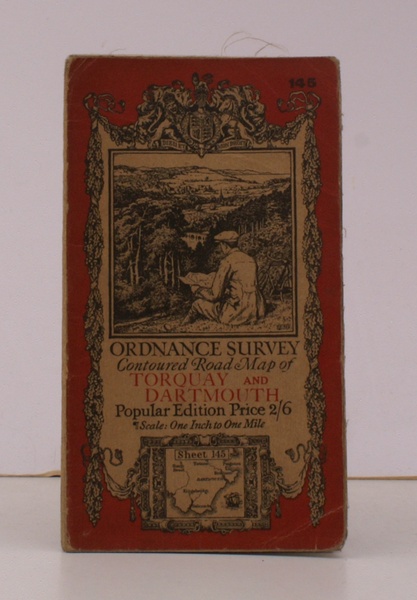 145
ORDNANCE SURVEY
Contoured Road Map of
TORQUAY AND
DARTMOUTH
Popular Edition Price 2/6
Scale: One Inch to One Mile
Sheet 145